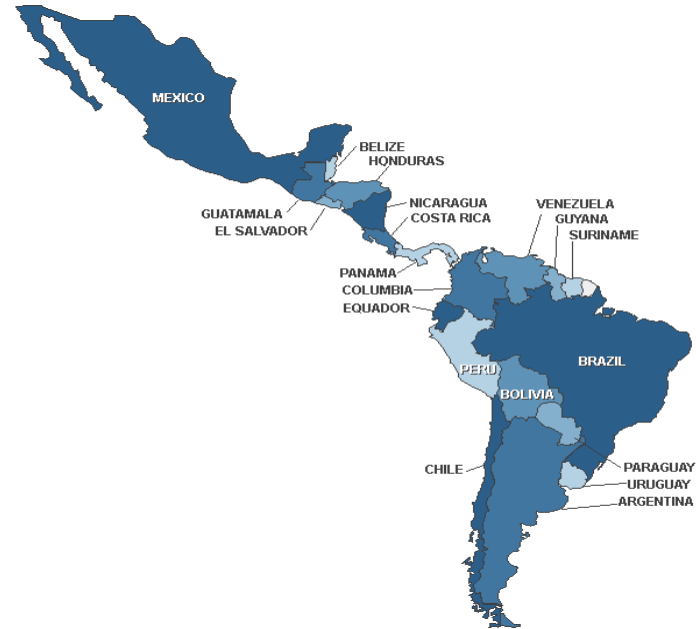 MEXICO
BELIZE
HONDURAS
GUATAMALA
EL SALVADOR
NICARAGUA
COSTA RICA
VENEZUELA
GUYANA
SURINAME
PANAMA
COLUMBIA
EQUADOR
PERU
BOLIVIA
BRAZIL
CHILE
PARAGUAY
URUGUAY
ARGENTINA